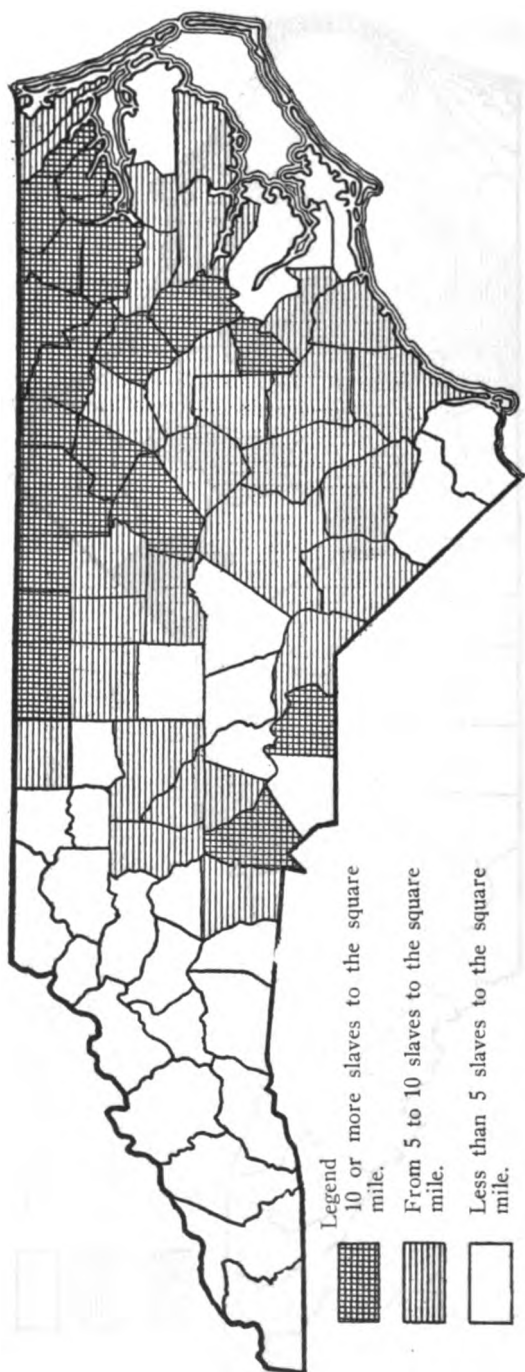 Legend
10 or more slaves to the square
mile.
From 5 to 10 slaves to the square
mile.
Less than 5 slaves to the square
mile.